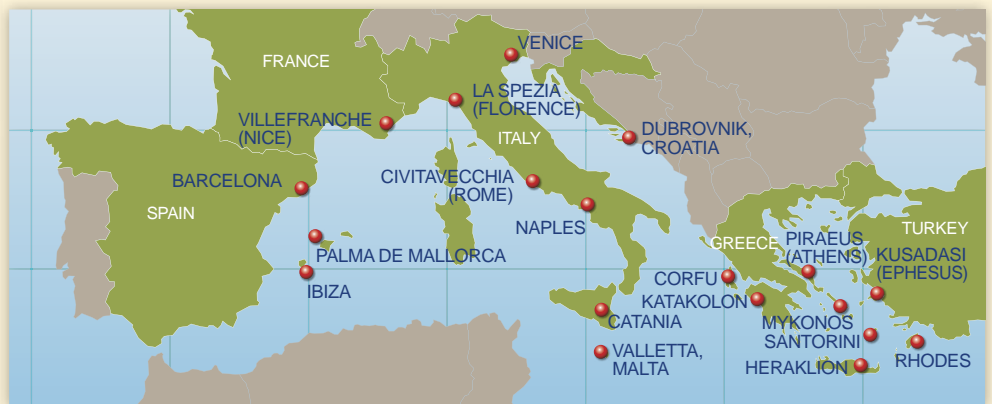 VENICE
FRANCE
LA SPEZIA
(FLORENCE)
VILLEFRANCHE
(NICE)
ITALY
DUBROVNIK,
CROATIA
BARCELONA
CIVITAVECCHIA
(ROME)
SPAIN
NAPLES
PALMA DE MALLORCA
IBIZA
GREECE
PIRAEUS
(ATHENS)
TURKEY
KUSADASI
(EPHESUS)
CORFU
KATAKOLON
CATANIA
MYKONOS
SANTORINI
VALLETTA,
MALTA
HERAKLION
RHODES